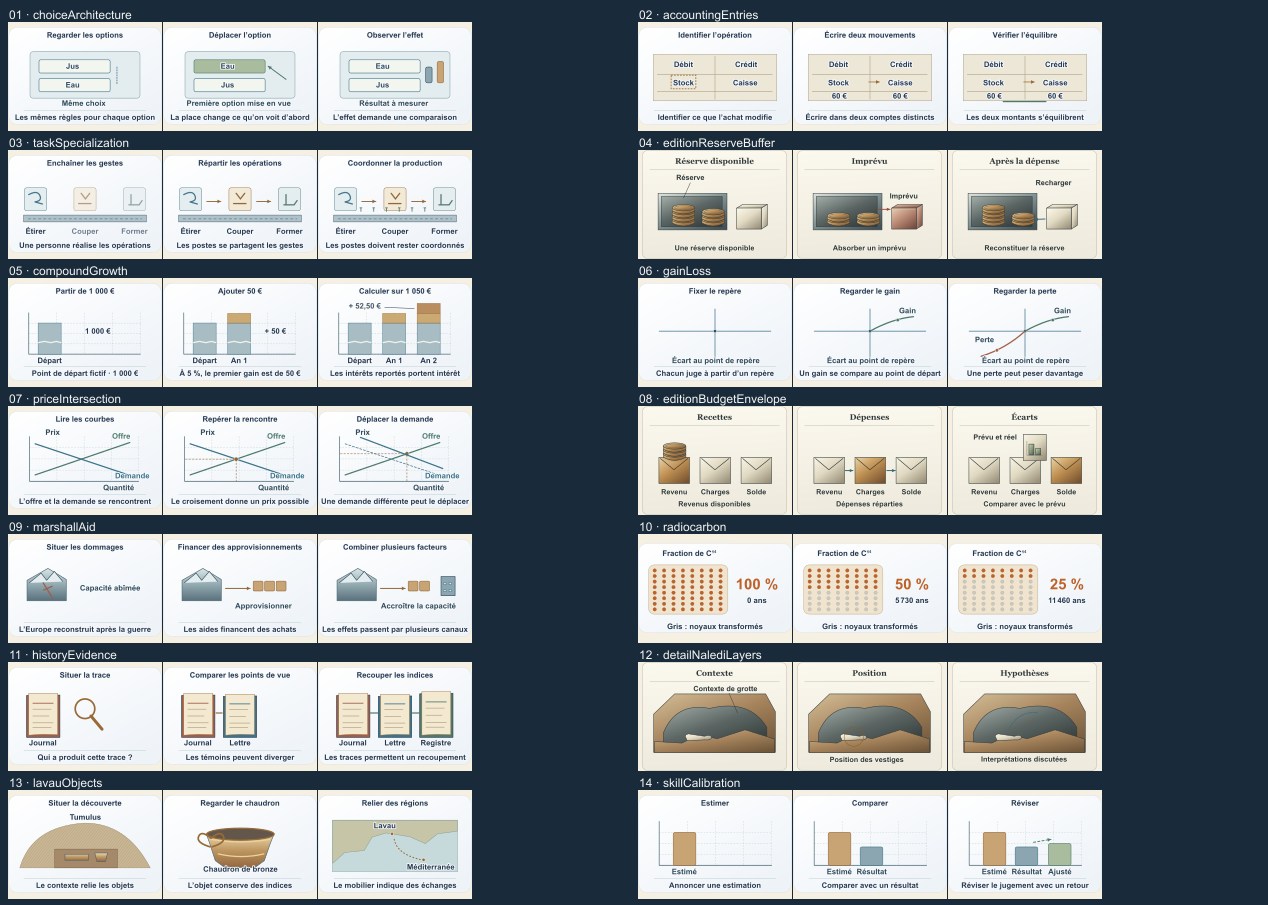 01 · choiceArchitecture
Regarder les options
Jus
Eau
Même choix
Les mêmes règles pour chaque option
Déplacer l'option
Eau
Jus
Première option mise en vue
La place change ce qu'on voit d'abord
Observer l'effet
Eau
Jus
Résultat à mesurer
L'effet demande une comparaison
02 · accountingEntries
Identifier l'opération
Débit Crédit
Stock Caisse
Identifier ce que l'achat modifie
Écrire deux mouvements
Débit Crédit
Stock Caisse
60 € 60 €
Écrire dans deux comptes distincts
Vérifier l'équilibre
Débit Crédit
Stock Caisse
60 € 60 €
Les deux montants s'équilibrent
03 · taskSpecialization
Enchaîner les gestes
Étirer Couper Former
Une personne réalise les opérations
Répartir les opérations
Étirer Couper Former
Les postes se partagent les gestes
Coordonner la production
Étirer Couper Former
Les postes doivent rester coordonnés
04 · editionReserveBuffer
Réserve disponible
Réserve
Une réserve disponible
Imprévu
Imprévu
Absorber un imprévu
Après la dépense
Recharger
Reconstituer la réserve
05 · compoundGrowth
Partir de 1 000 €
1 000 €
Départ
Point de départ fictif · 1 000 €
Ajouter 50 €
+ 50 €
Départ An 1
À 5 %, le premier gain est de 50 €
Calculer sur 1 050 €
+ 52,50 €
Départ An 1 An 2
Les intérêts reportés portent intérêt
06 · gainLoss
Fixer le repère
Écart au point de repère
Chacun juge à partir d'un repère
Regarder le gain
Gain
Écart au point de repère
Un gain se compare au point de départ
Regarder la perte
Gain
Perte
Écart au point de repère
Une perte peut peser davantage
07 · priceIntersection
Lire les courbes
Prix
Offre
Demande
Quantité
L'offre et la demande se rencontrent
Repérer la rencontre
Prix
Offre
Demande
Quantité
Le croisement donne un prix possible
Déplacer la demande
Prix
Offre
Demande
Quantité
Une demande différente peut le déplacer
08 · editionBudgetEnvelope
Recettes
Revenu Charges Solde
Revenus disponibles
Dépenses
Revenu Charges Solde
Dépenses réparties
Écarts
Prévu et réel
Revenu Charges Solde
Comparer avec le prévu
09 · marshallAid
Situer les dommages
Capacité abîmée
L'Europe reconstruit après la guerre
Financer des approvisionnements
Approvisionner
Les aides financent des achats
Combiner plusieurs facteurs
Accroître la capacité
Les effets passent par plusieurs canaux
10 · radiocarbon
Fraction de C¹⁴
100 %
0 ans
Gris : noyaux transformés
Fraction de C¹⁴
50 %
5 730 ans
Gris : noyaux transformés
Fraction de C¹⁴
25 %
11 460 ans
Gris : noyaux transformés
11 · historyEvidence
Situer la trace
Journal
Qui a produit cette trace ?
Comparer les points de vue
Journal Lettre
Les témoins peuvent diverger
Recouper les indices
Journal Lettre Registre
Les traces permettent un recoupement
12 · detailNalediLayers
Contexte
Contexte de grotte
Position
Position des vestiges
Hypothèses
Interprétations discutées
13 · lavauObjects
Situer la découverte
Tumulus
Le contexte relie les objets
Regarder le chaudron
Chaudron de bronze
L'objet conserve des indices
Relier des régions
Lavau
Méditerranée
Le mobilier indique des échanges
14 · skillCalibration
Estimer
Estimé
Annoncer une estimation
Comparer
Estimé Résultat
Comparer avec un résultat
Réviser
Estimé Résultat Ajusté
Réviser le jugement avec un retour